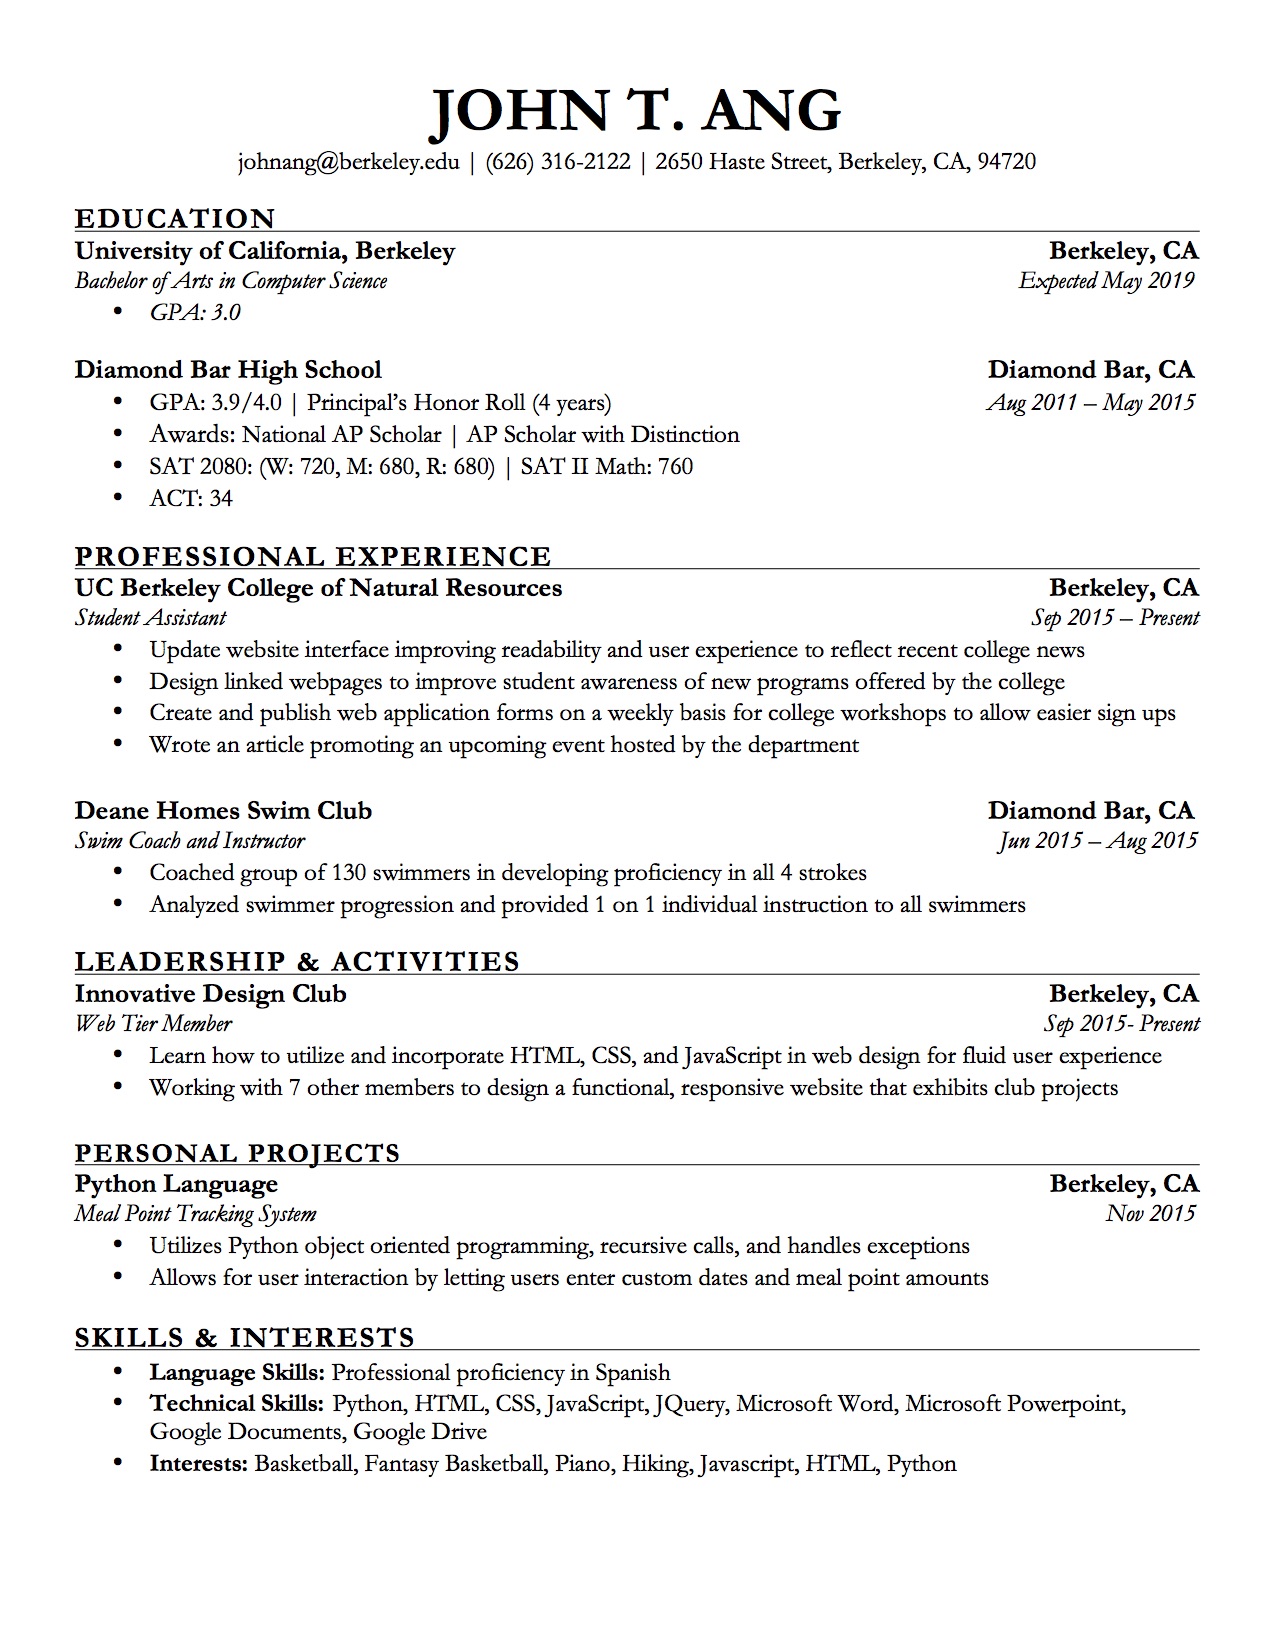 JOHN T. ANG
johnang@berkeley.edu | (626) 316-2122 | 2650 Haste Street, Berkeley, CA, 94720
EDUCATION
University of California, Berkeley Berkeley, CA
Bachelor of Arts in Computer Science Expected May 2019
• GPA: 3.0
Diamond Bar High School Diamond Bar, CA
• GPA: 3.9/4.0 | Principal's Honor Roll (4 years) Aug 2011 – May 2015
• Awards: National AP Scholar | AP Scholar with Distinction
• SAT 2080: (W: 720, M: 680, R: 680) | SAT II Math: 760
• ACT: 34
PROFESSIONAL EXPERIENCE
UC Berkeley College of Natural Resources Berkeley, CA
Student Assistant Sep 2015 – Present
• Update website interface improving readability and user experience to reflect recent college news
• Design linked webpages to improve student awareness of new programs offered by the college
• Create and publish web application forms on a weekly basis for college workshops to allow easier sign ups
• Wrote an article promoting an upcoming event hosted by the department
Deane Homes Swim Club Diamond Bar, CA
Swim Coach and Instructor Jun 2015 – Aug 2015
• Coached group of 130 swimmers in developing proficiency in all 4 strokes
• Analyzed swimmer progression and provided 1 on 1 individual instruction to all swimmers
LEADERSHIP & ACTIVITIES
Innovative Design Club Berkeley, CA
Web Tier Member Sep 2015- Present
• Learn how to utilize and incorporate HTML, CSS, and JavaScript in web design for fluid user experience
• Working with 7 other members to design a functional, responsive website that exhibits club projects
PERSONAL PROJECTS
Python Language Berkeley, CA
Meal Point Tracking System Nov 2015
• Utilizes Python object oriented programming, recursive calls, and handles exceptions
• Allows for user interaction by letting users enter custom dates and meal point amounts
SKILLS & INTERESTS
• Language Skills: Professional proficiency in Spanish
• Technical Skills: Python, HTML, CSS, JavaScript, JQuery, Microsoft Word, Microsoft Powerpoint,
Google Documents, Google Drive
• Interests: Basketball, Fantasy Basketball, Piano, Hiking, Javascript, HTML, Python